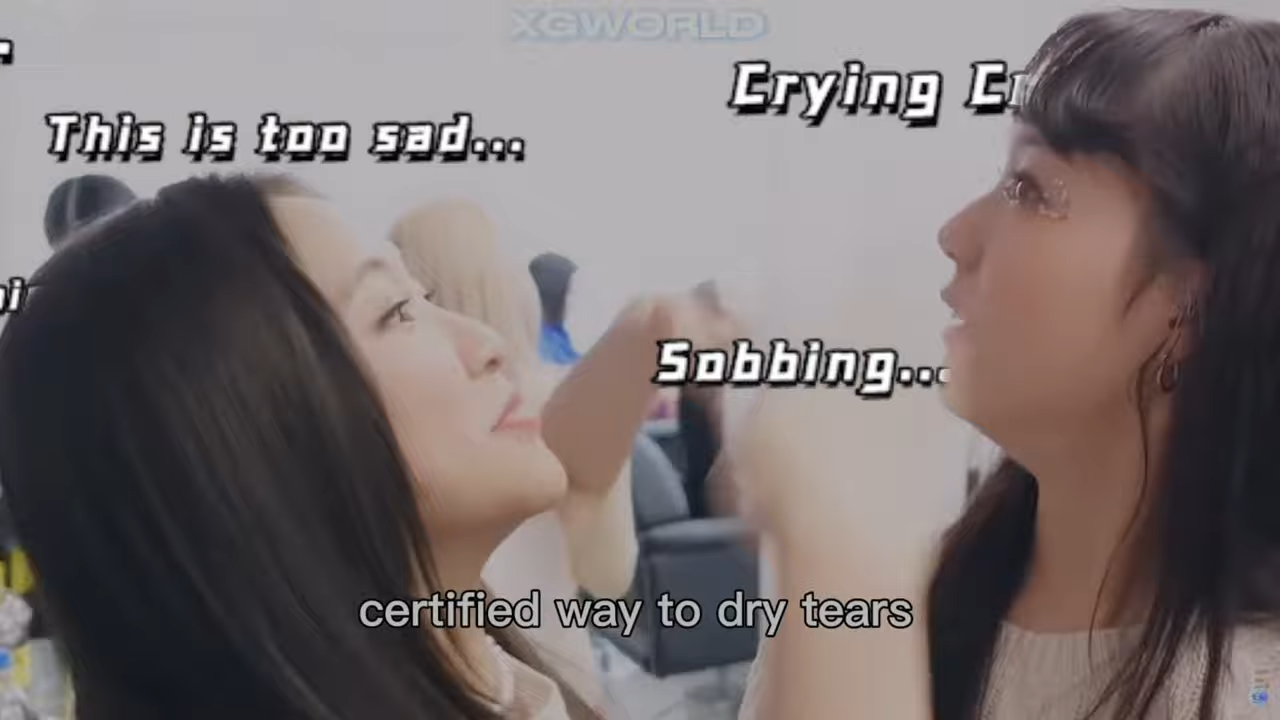 XGWORLD
Crying
This is too sad...
Sobbing...
certified way to dry tears